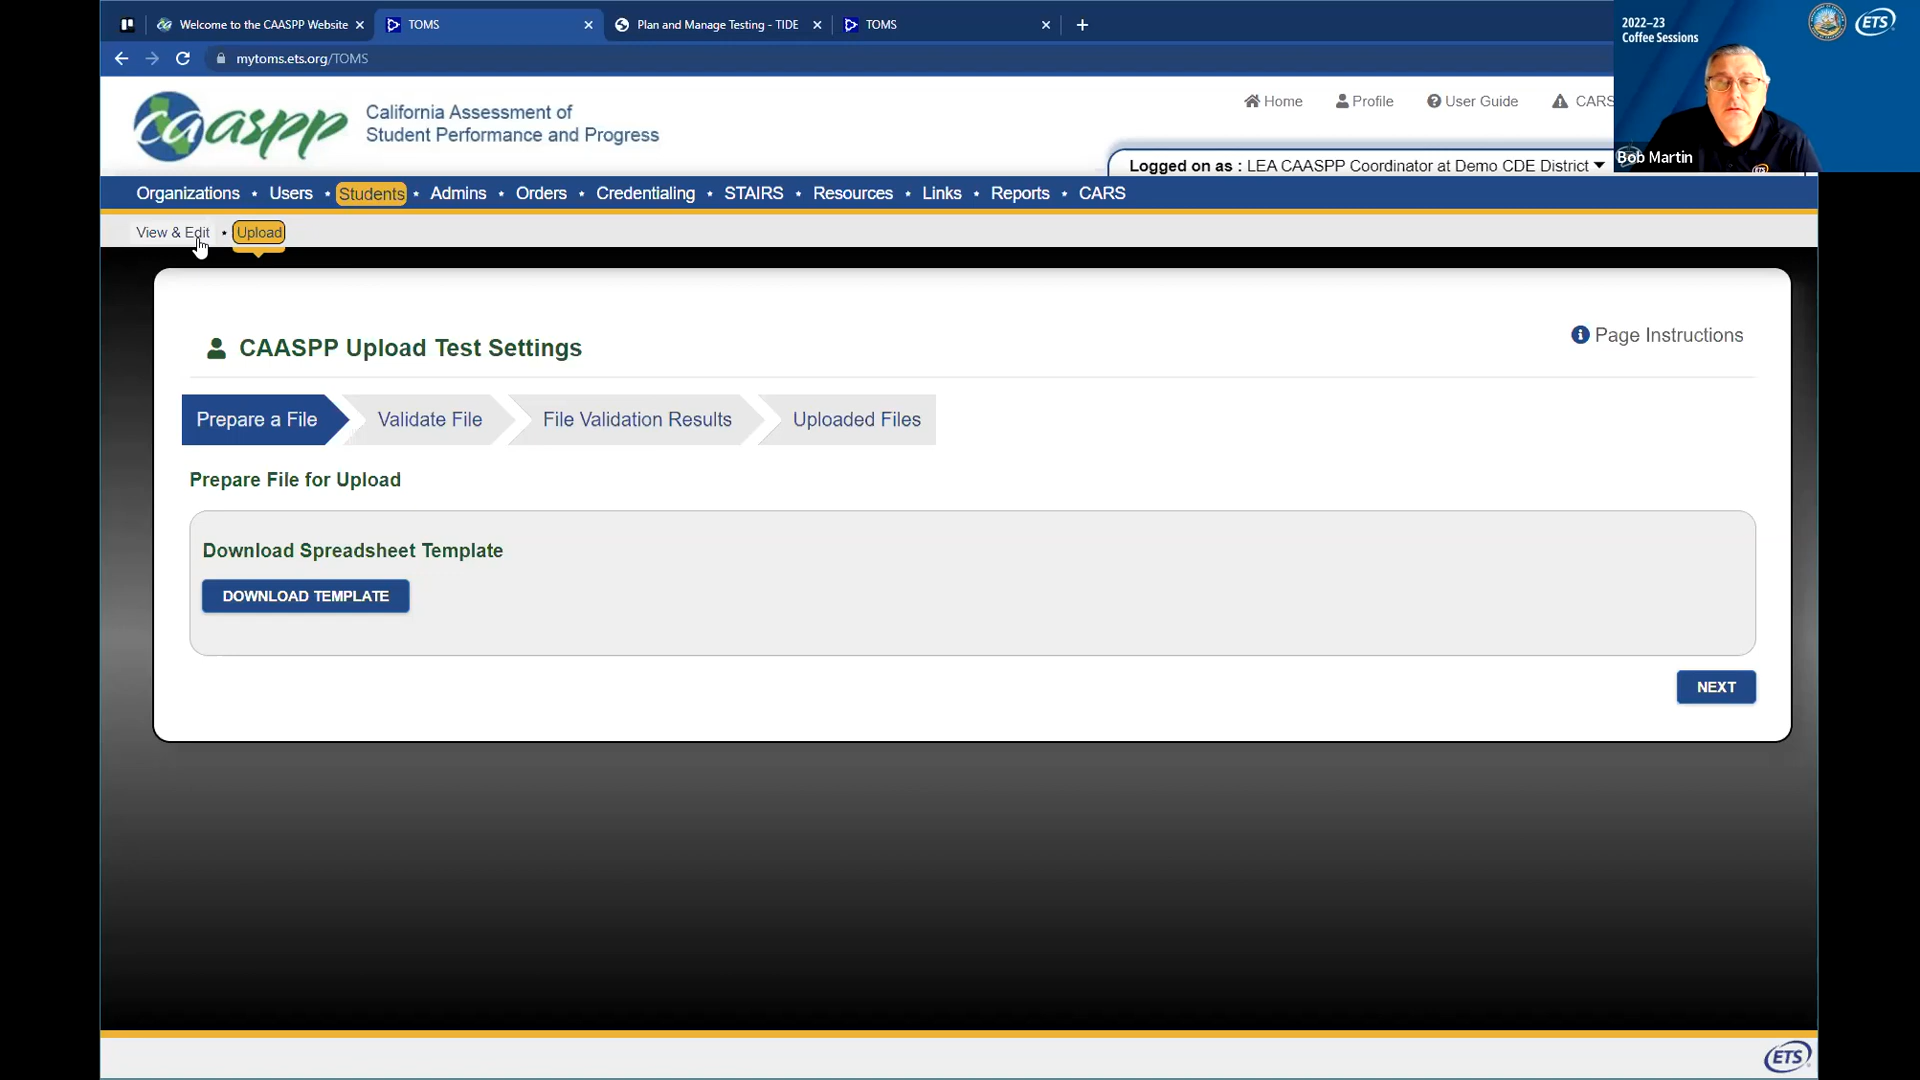 Welcome to the CAASPP Website
TOMS
Plan and Manage Testing - TIDE
TOMS
2022–23
Coffee Sessions
ETS
mytoms.ets.org/TOMS
caaspp
California Assessment of
Student Performance and Progress
Home
Profile
User Guide
CARS
Bob Martin
Logged on as : LEA CAASPP Coordinator at Demo CDE District
Organizations • Users • Students • Admins • Orders • Credentialing • STAIRS • Resources • Links • Reports • CARS
View & Edit • Upload
CAASPP Upload Test Settings
Page Instructions
Prepare a File
Validate File
File Validation Results
Uploaded Files
Prepare File for Upload
Download Spreadsheet Template
DOWNLOAD TEMPLATE
NEXT
ETS